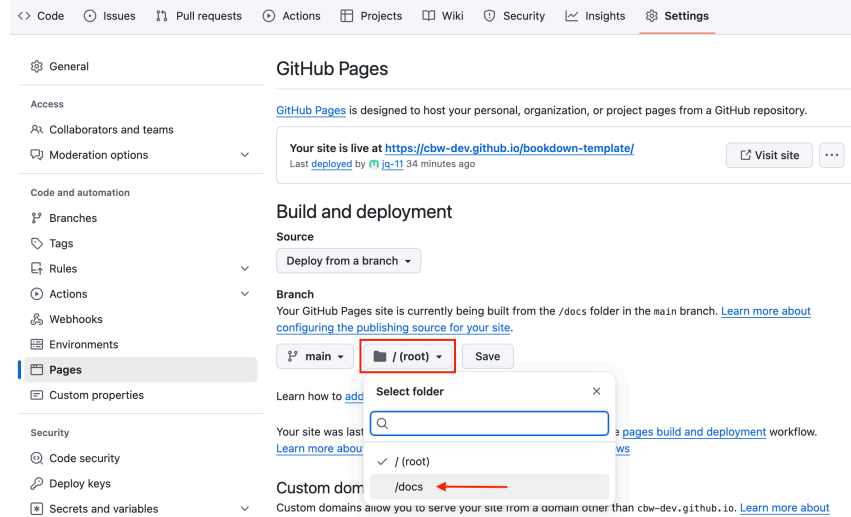 Code Issues Pull requests Actions Projects Wiki Security Insights Settings
General
Access
Collaborators and teams
Moderation options
Code and automation
Branches
Tags
Rules
Actions
Webhooks
Environments
Pages
Custom properties
Security
Code security
Deploy keys
Secrets and variables
GitHub Pages
GitHub Pages is designed to host your personal, organization, or project pages from a GitHub repository.
Your site is live at https://cbw-dev.github.io/bookdown-template/
Last deployed by jq-11 34 minutes ago
Visit site
Build and deployment
Source
Deploy from a branch
Branch
Your GitHub Pages site is currently being built from the /docs folder in the main branch. Learn more about
configuring the publishing source for your site.
main / (root) Save
Learn how to add
Select folder
/ (root)
/docs
Your site was last pages build and deployment workflow.
Learn more about
Custom dom
Custom domains allow you to serve your site from a domain other than cbw-dev.github.io. Learn more about